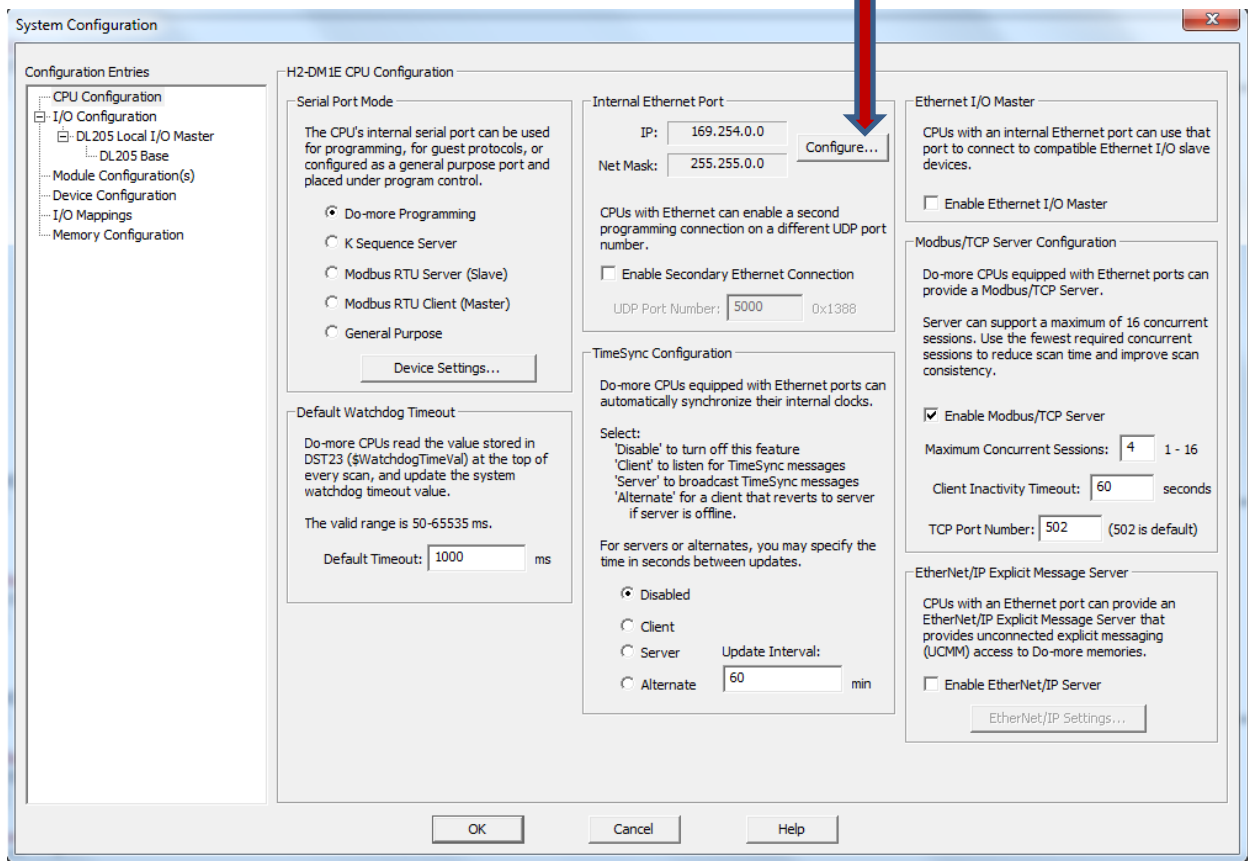 System Configuration
Configuration Entries
CPU Configuration
I/O Configuration
DL205 Local I/O Master
DL205 Base
Module Configuration(s)
Device Configuration
I/O Mappings
Memory Configuration
H2-DM1E CPU Configuration
Serial Port Mode
The CPU's internal serial port can be used
for programming, for guest protocols, or
configured as a general purpose port and
placed under program control.
Do-more Programming
K Sequence Server
Modbus RTU Server (Slave)
Modbus RTU Client (Master)
General Purpose
Device Settings...
Default Watchdog Timeout
Do-more CPUs read the value stored in
DST23 ($WatchdogTimeVal) at the top of
every scan, and update the system
watchdog timeout value.
The valid range is 50-65535 ms.
Default Timeout: 1000 ms
Internal Ethernet Port
IP: 169.254.0.0
Configure...
Net Mask: 255.255.0.0
CPUs with Ethernet can enable a second
programming connection on a different UDP port
number.
Enable Secondary Ethernet Connection
UDP Port Number: 5000 0x1388
TimeSync Configuration
Do-more CPUs equipped with Ethernet ports can
automatically synchronize their internal clocks.
Select:
'Disable' to turn off this feature
'Client' to listen for TimeSync messages
'Server' to broadcast TimeSync messages
'Alternate' for a client that reverts to server
if server is offline.
For servers or alternates, you may specify the
time in seconds between updates.
Disabled
Client
Server Update Interval:
Alternate 60 min
Ethernet I/O Master
CPUs with an internal Ethernet port can use that
port to connect to compatible Ethernet I/O slave
devices.
Enable Ethernet I/O Master
Modbus/TCP Server Configuration
Do-more CPUs equipped with Ethernet ports can
provide a Modbus/TCP Server.
Server can support a maximum of 16 concurrent
sessions. Use the fewest required concurrent
sessions to reduce scan time and improve scan
consistency.
Enable Modbus/TCP Server
Maximum Concurrent Sessions: 4 1 - 16
Client Inactivity Timeout: 60 seconds
TCP Port Number: 502 (502 is default)
EtherNet/IP Explicit Message Server
CPUs with an Ethernet port can provide an
EtherNet/IP Explicit Message Server that
provides unconnected explicit messaging
(UCMM) access to Do-more memories.
Enable EtherNet/IP Server
EtherNet/IP Settings...
OK
Cancel
Help